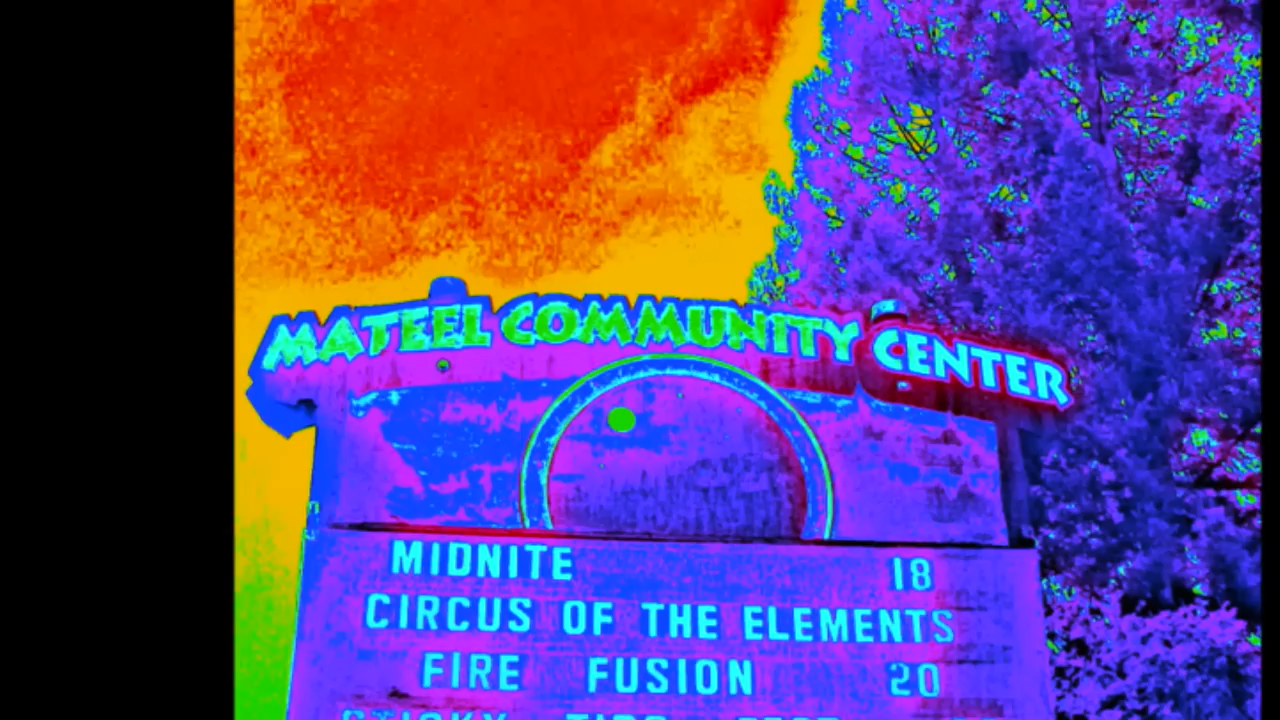 MATEEL COMMUNITY CENTER
MIDNITE 18
CIRCUS OF THE ELEMENTS
FIRE FUSION 20